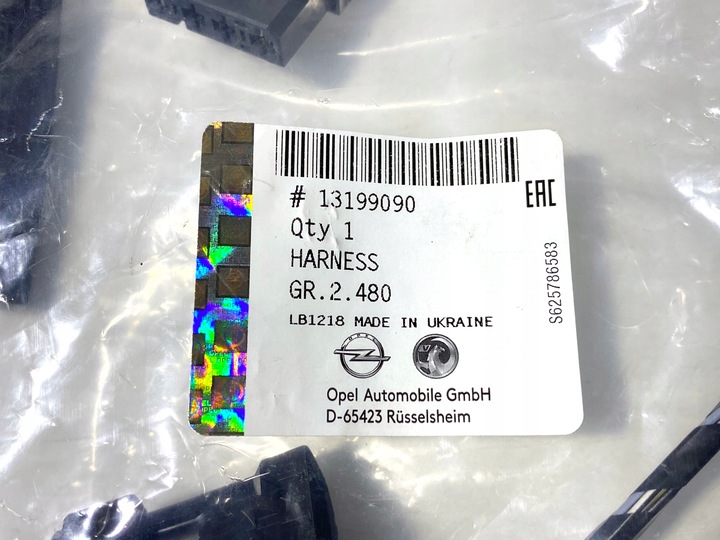 # 13199090
EAC
Qty 1
HARNESS
GR.2.480
LB1218 MADE IN UKRAINE
S625786583
Opel Automobile GmbH
D-65423 Rüsselsheim